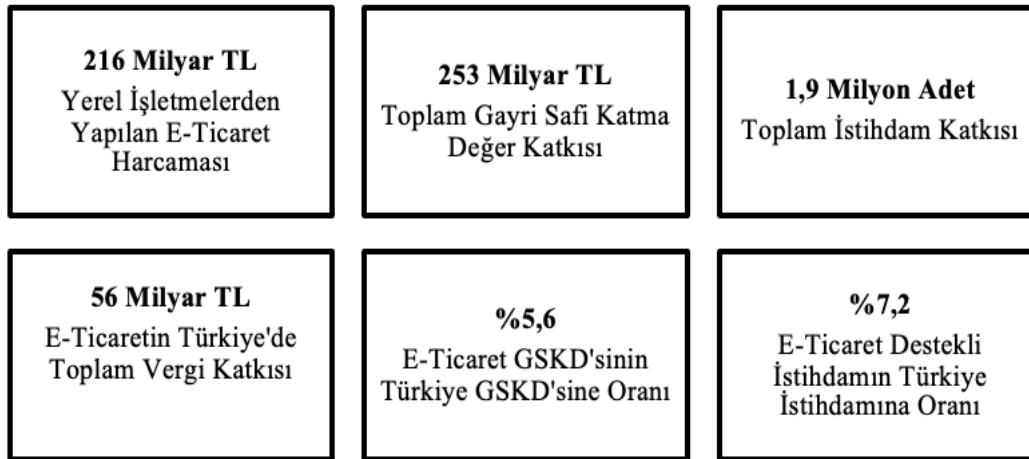 216 Milyar TL
Yerel İşletmelerden
Yapılan E-Ticaret
Harcaması
253 Milyar TL
Toplam Gayri Safi Katma
Değer Katkısı
1,9 Milyon Adet
Toplam İstihdam Katkısı
56 Milyar TL
E-Ticaretin Türkiye'de
Toplam Vergi Katkısı
%5,6
E-Ticaret GSKD'sinin
Türkiye GSKD'sine Oranı
%7,2
E-Ticaret Destekli
İstihdamın Türkiye
İstihdamına Oranı